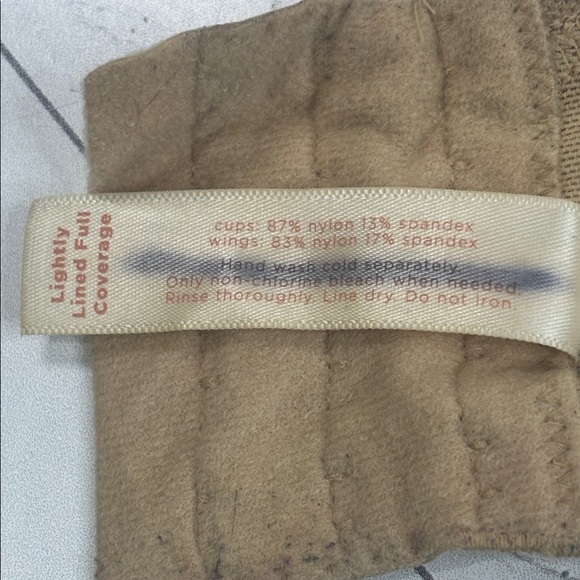 Lightly
Lined Full
Coverage
cups: 87% nylon 13% spandex
wings: 83% nylon 17% spandex
Hand wash cold separately.
Only non-chlorine bleach when needed.
Rinse thoroughly. Line dry. Do not iron.